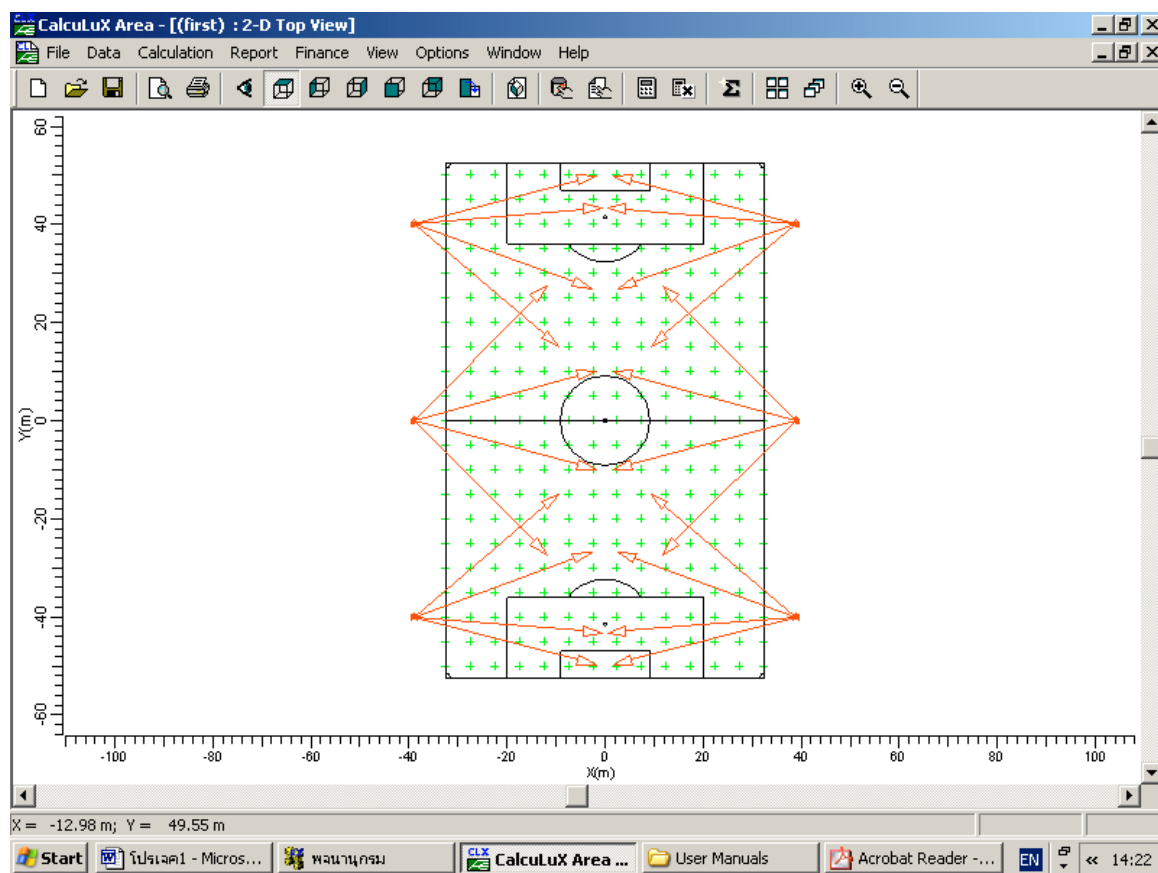 CalcuLuX Area - [(first) : 2-D Top View]
File Data Calculation Report Finance View Options Window Help
60
40
20
0
-20
-40
-60
Y(m)
-100 -80 -60 -40 -20 0 20 40 60 80 100
X(m)
X = -12.98 m; Y = 49.55 m
Start โปรเจค1 - Micros... พจนานุกรม CalcuLuX Area ... User Manuals Acrobat Reader -... EN « 14:22